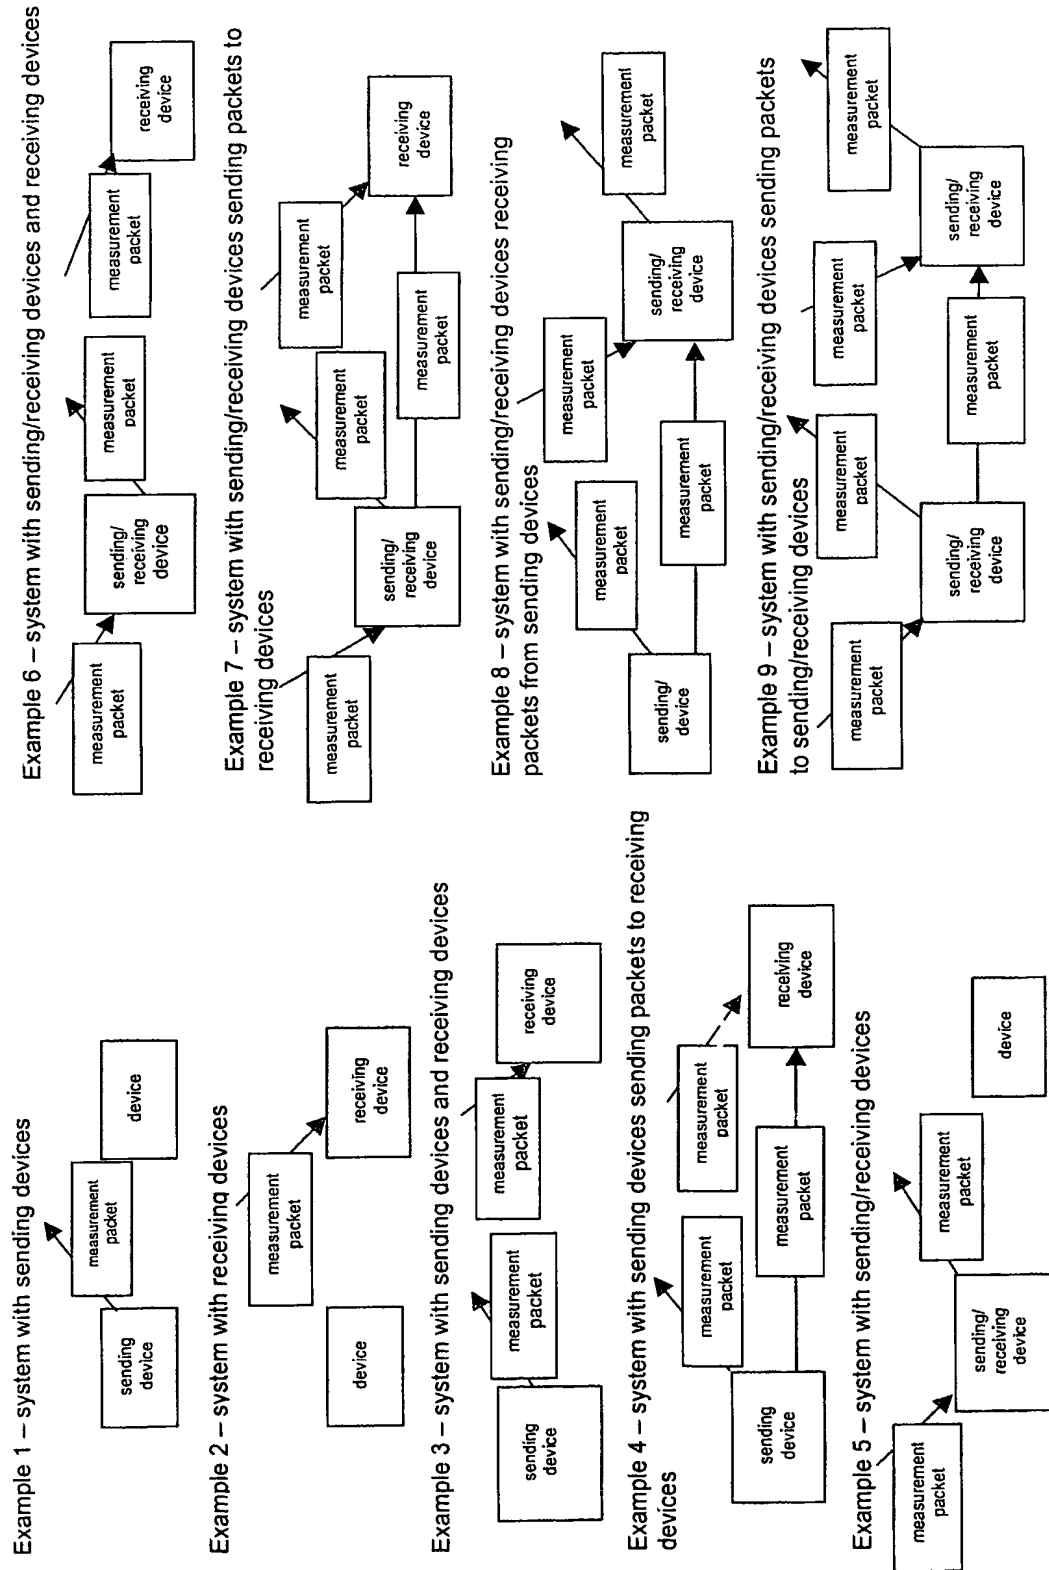 Example 1 – system with sending devices
sending
device
measurement
packet
device
Example 2 – system with receiving devices
device
measurement
packet
receiving
device
Example 3 – system with sending devices and receiving devices
sending
device
measurement
packet
measurement
packet
receiving
device
Example 4 – system with sending devices sending packets to receiving
devices
sending
device
measurement
packet
measurement
packet
measurement
packet
receiving
device
Example 5 – system with sending/receiving devices
measurement
packet
sending/
receiving
device
measurement
packet
device
Example 6 – system with sending/receiving devices and receiving devices
measurement
packet
sending/
receiving
device
measurement
packet
measurement
packet
receiving
device
Example 7 – system with sending/receiving devices sending packets to
receiving devices
measurement
packet
sending/
receiving
device
measurement
packet
measurement
packet
measurement
packet
receiving
device
Example 8 – system with sending/receiving devices receiving
packets from sending devices
sending/
device
measurement
packet
measurement
packet
measurement
packet
sending/
receiving
device
measurement
packet
Example 9 – system with sending/receiving devices sending packets
to sending/receiving devices
measurement
packet
sending/
receiving
device
measurement
packet
measurement
packet
measurement
packet
sending/
receiving
device
measurement
packet